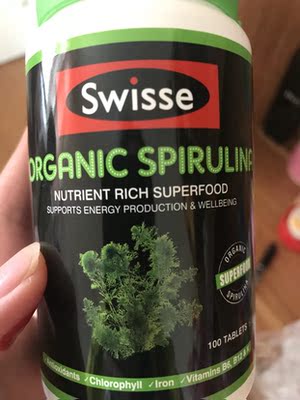 Swisse
ORGANIC SPIRULINA
NUTRIENT RICH SUPERFOOD
SUPPORTS ENERGY PRODUCTION & WELLBEING
ORGANIC
SUPERFOOD
SPIRULINA
100 TABLETS
✓Chlorophyll ✓Iron ✓Vitamins B6, B12 &